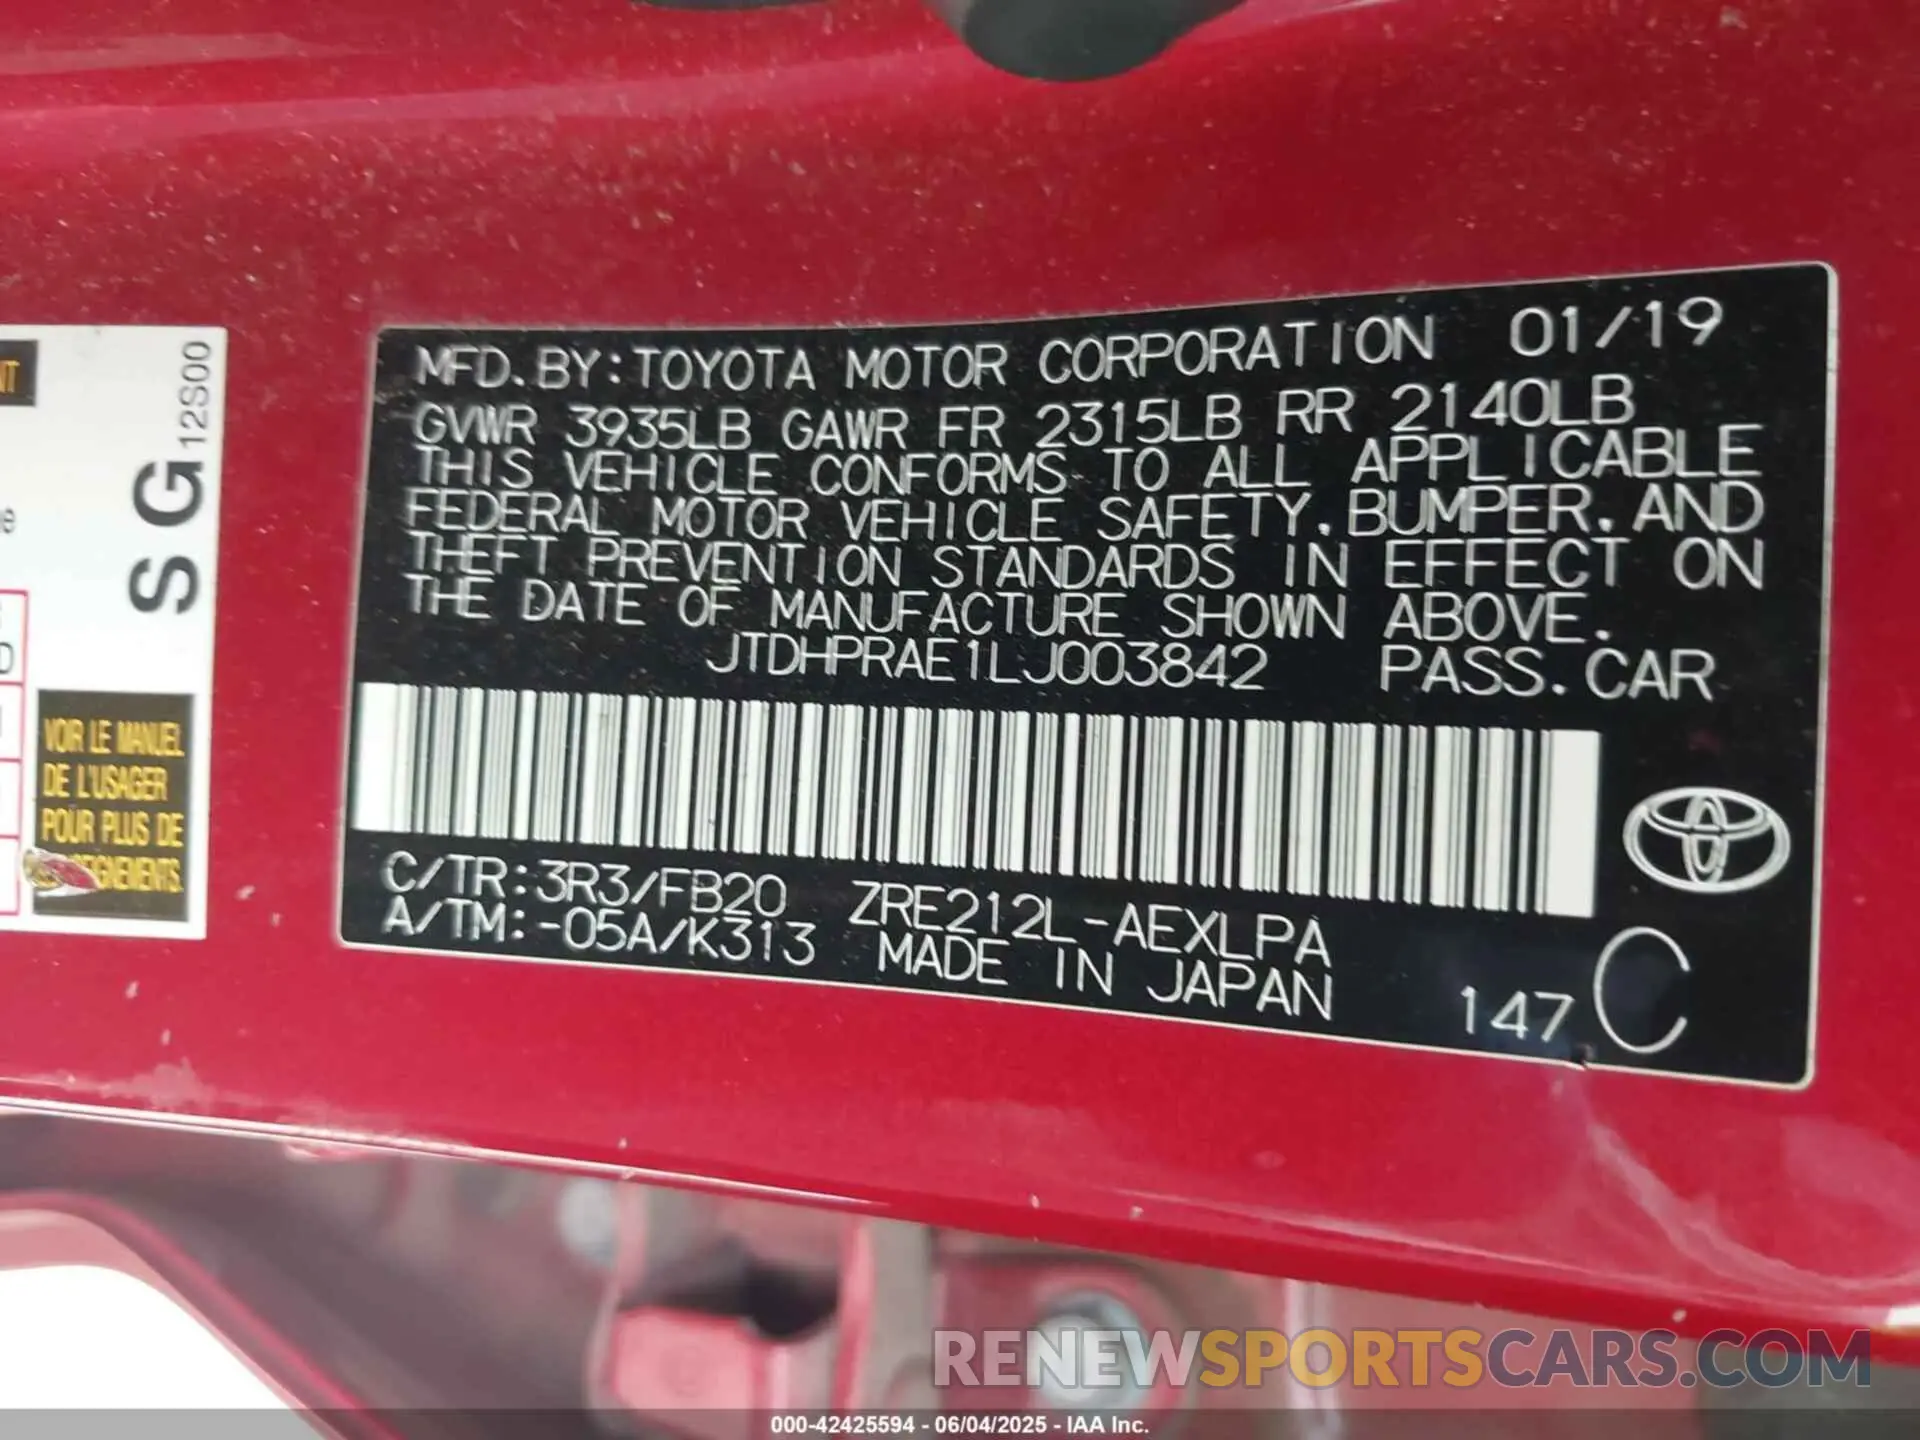 MFD. BY: TOYOTA MOTOR CORPORATION 01/19
GVWR 3935LB GAWR FR 2315LB RR 2140LB
THIS VEHICLE CONFORMS TO ALL APPLICABLE
FEDERAL MOTOR VEHICLE SAFETY, BUMPER, AND
THEFT PREVENTION STANDARDS IN EFFECT ON
THE DATE OF MANUFACTURE SHOWN ABOVE.
JTDHPRAE1LJ003842 PASS. CAR
C/TR: 3R3/FB20 ZRE212L-AEXLPA
A/TM: -05A/K313 MADE IN JAPAN
147 C
SG 12S00
VOIR LE MANUEL
DE L'USAGER
POUR PLUS DE
RENEWSPORTSCARS.COM
000-42425594 - 06/04/2025 - IAA Inc.